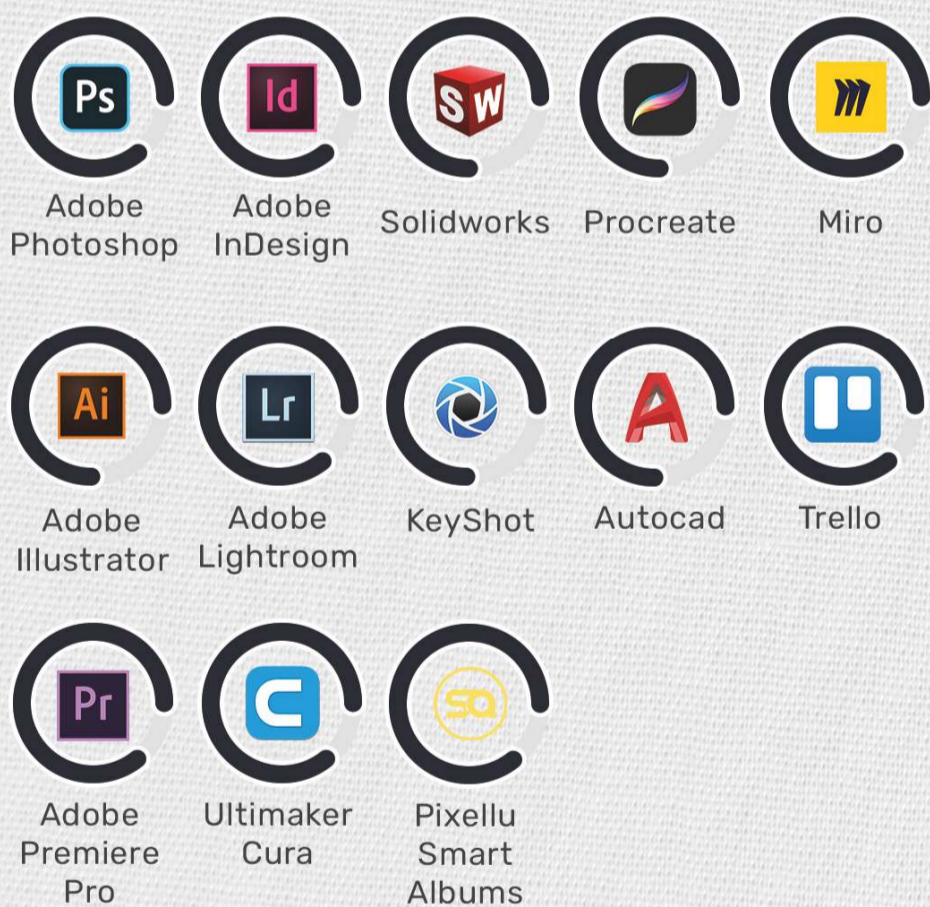 Ps
Id
S W
Adobe
Photoshop
Adobe
InDesign
Solidworks
Procreate
Miro
Ai
Lr
Adobe
Illustrator
Adobe
Lightroom
KeyShot
Autocad
Trello
Pr
sa
Adobe
Premiere
Pro
Ultimaker
Cura
Pixellu
Smart
Albums